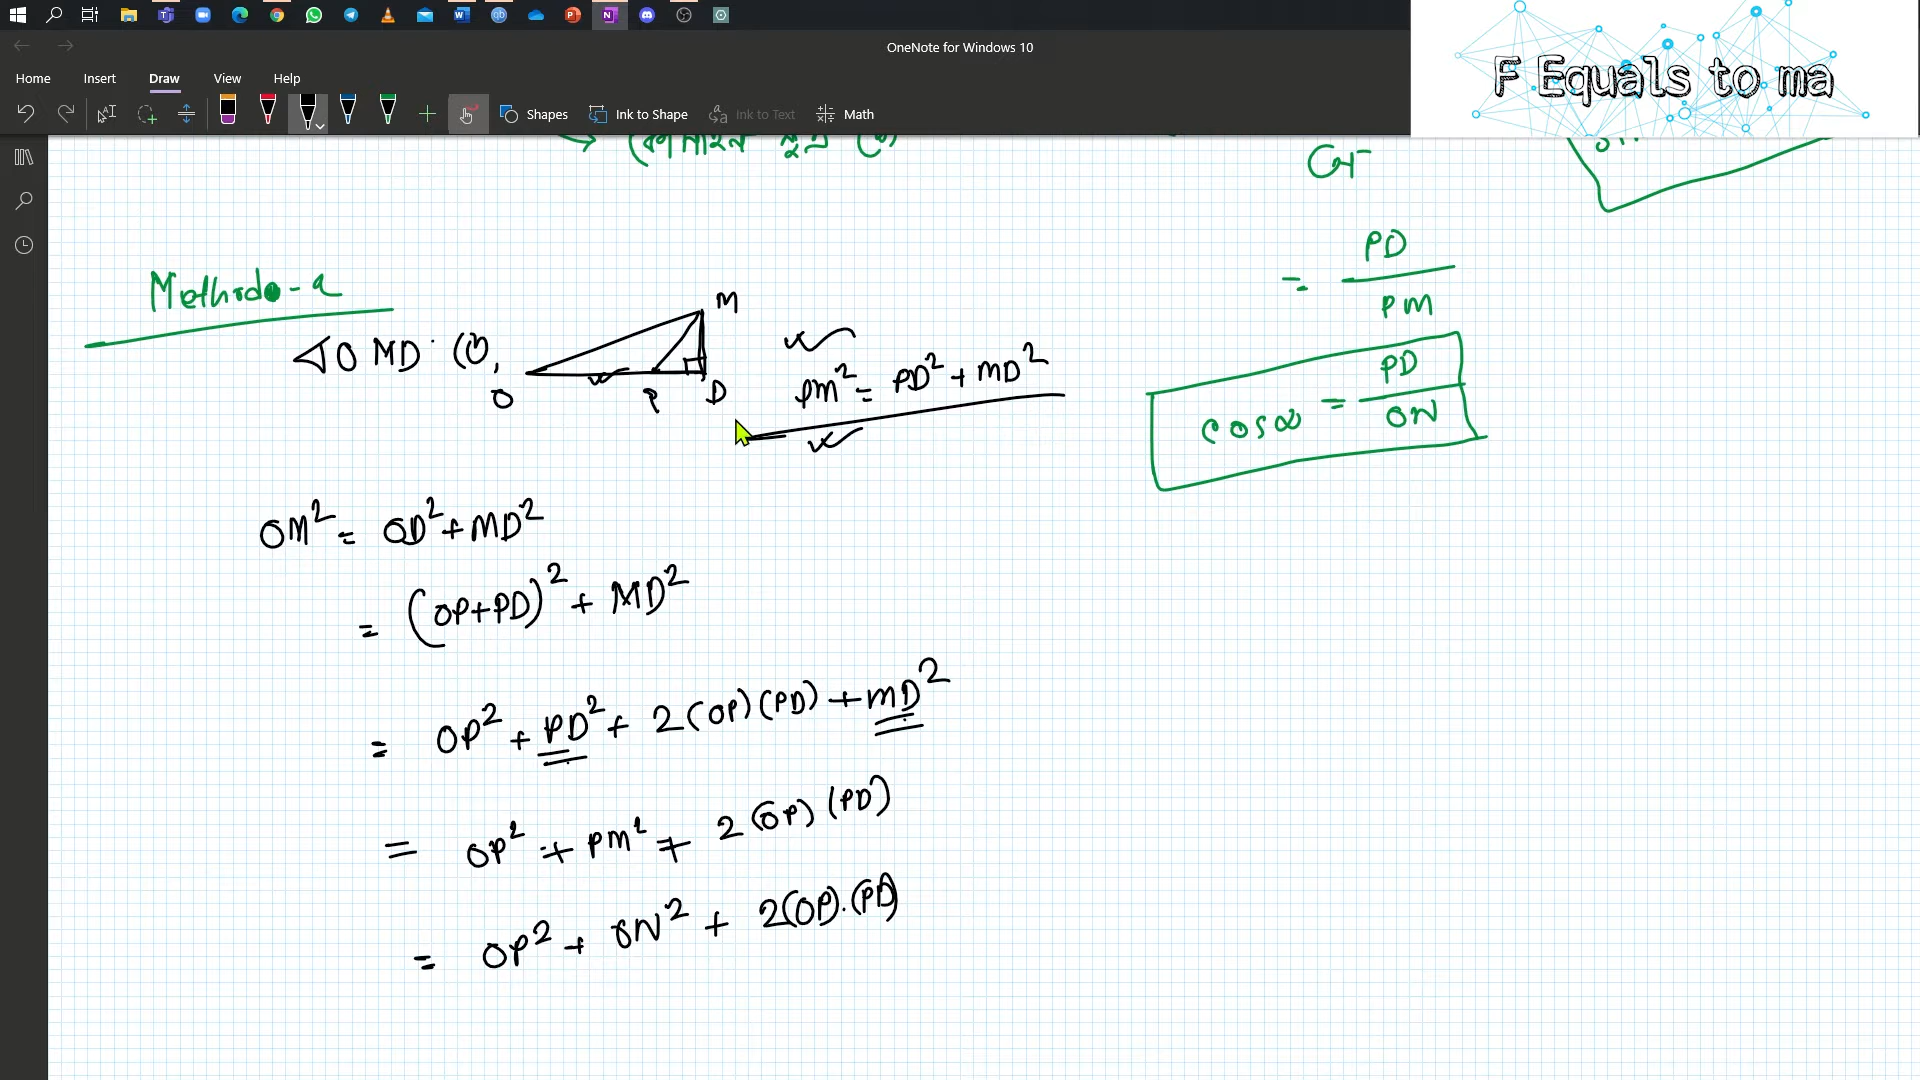 OneNote for Windows 10
F Equals to ma
Home Insert Draw View Help
Shapes Ink to Shape Ink to Text Math
Method-2
◁OMD এ,
M
O P D
PM² = PD² + MD²
OM² = OD² + MD²
= (OP+PD)² + MD²
= OP² + PD² + 2(OP)(PD) + MD²
= OP² + PM² + 2(OP)(PD)
= OP² + ON² + 2(OP).(PD)
= PD / PM
cos∝ = PD / ON